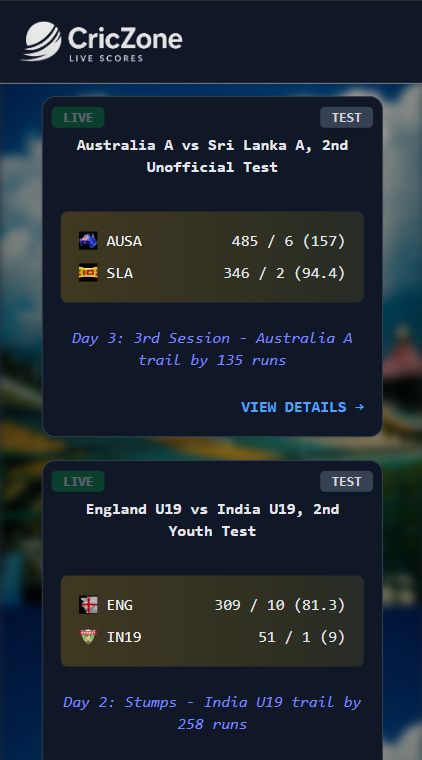 CricZone
LIVE SCORES
LIVE
TEST
Australia A vs Sri Lanka A, 2nd
Unofficial Test
AUSA 485 / 6 (157)
SLA 346 / 2 (94.4)
Day 3: 3rd Session - Australia A
trail by 135 runs
VIEW DETAILS →
LIVE
TEST
England U19 vs India U19, 2nd
Youth Test
ENG 309 / 10 (81.3)
IN19 51 / 1 (9)
Day 2: Stumps - India U19 trail by
258 runs